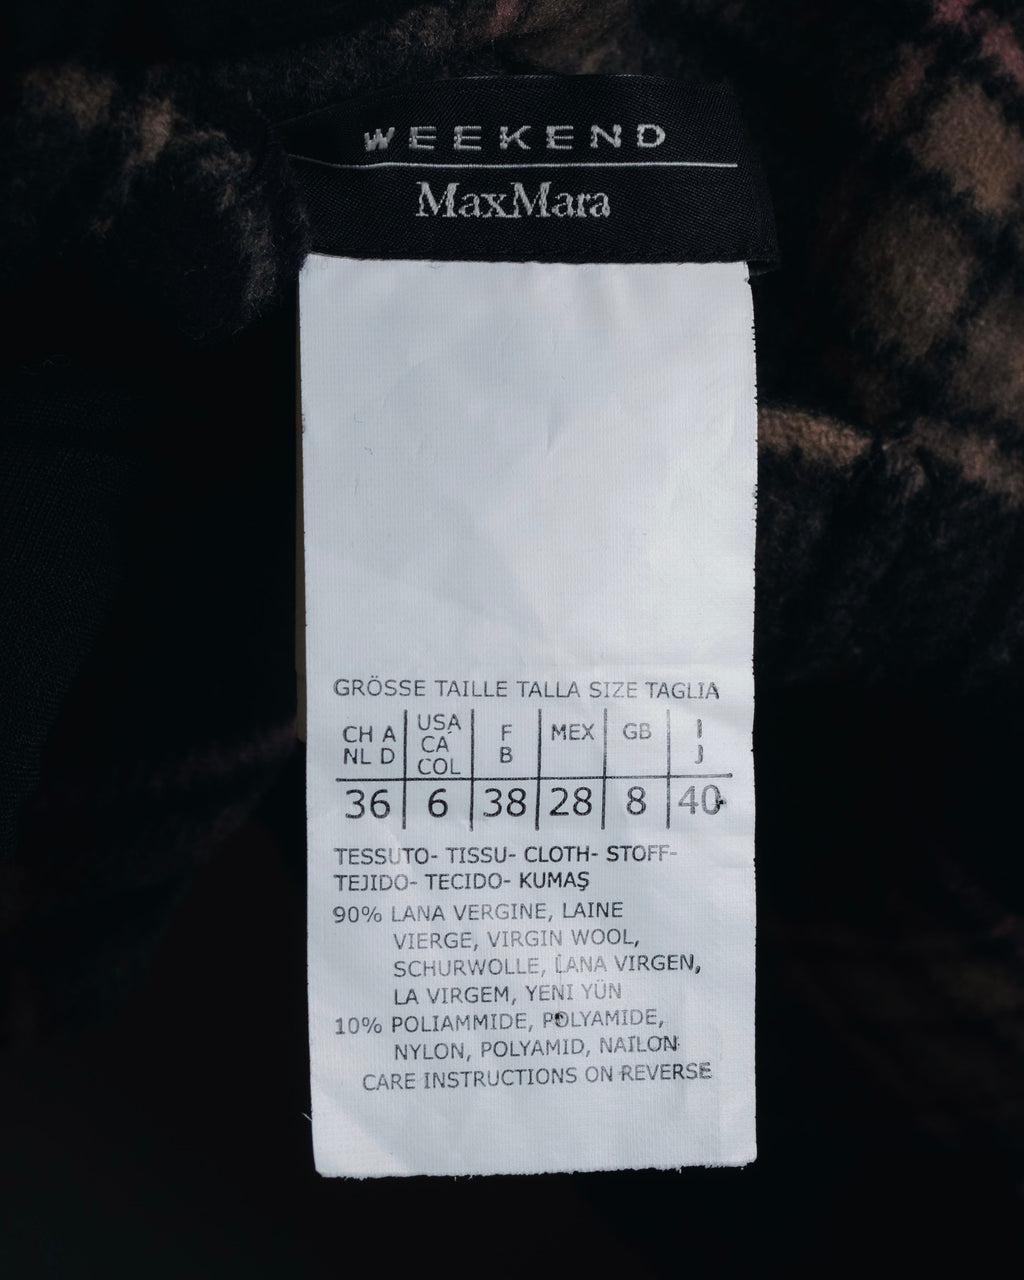 WEEKEND
MaxMara
GRÖSSE TAILLE TALLA SIZE TAGLIA
CH A NL D USA CA COL F B MEX GB I J
36 6 38 28 8 40
TESSUTO- TISSU- CLOTH- STOFF-
TEJIDO- TECIDO- KUMAŞ
90% LANA VERGINE, LAINE
VIERGE, VIRGIN WOOL,
SCHURWOLLE, LANA VIRGEN,
LA VIRGEM, YENI YÜN
10% POLIAMMIDE, POLYAMIDE,
NYLON, POLYAMID, NAILON
CARE INSTRUCTIONS ON REVERSE